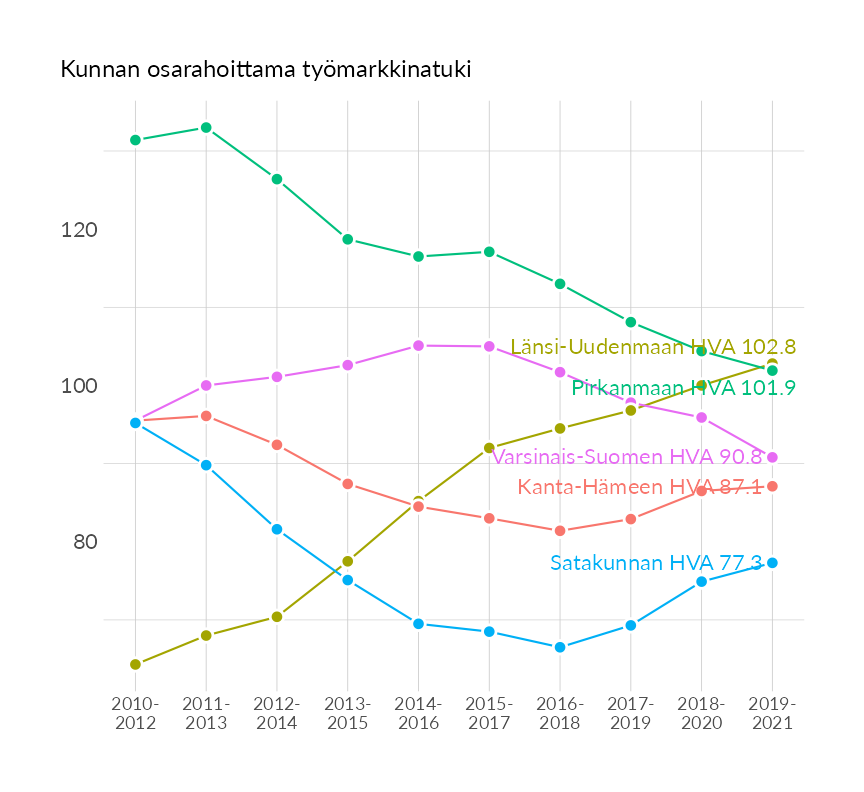 Kunnan osarahoittama työmarkkinatuki
120
100
80
Länsi-Uudenmaan HVA 102.8
Pirkanmaan HVA 101.9
Varsinais-Suomen HVA 90.8
Kanta-Hämeen HVA 87.1
Satakunnan HVA 77.3
2010- 2011- 2012- 2013- 2014- 2015- 2016- 2017- 2018- 2019-
2012 2013 2014 2015 2016 2017 2018 2019 2020 2021